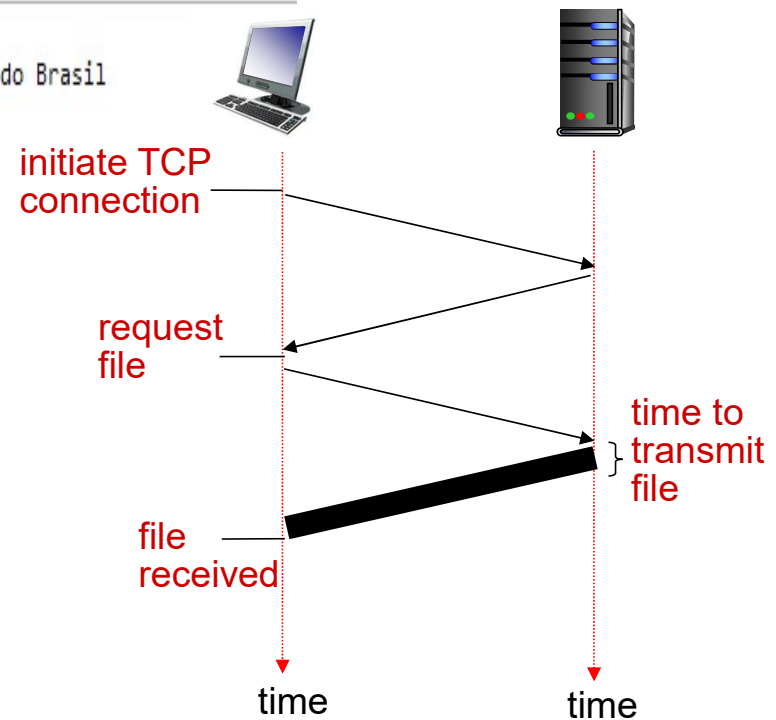 do Brasil
initiate TCP
connection
request
file
time to
transmit
file
file
received
time
time